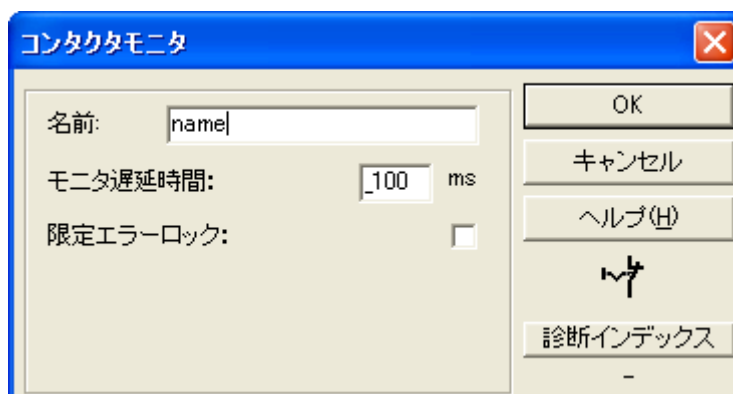 コンタクタモニタ
名前: name
OK
モニタ遅延時間: _100 ms
キャンセル
限定エラーロック:
ヘルプ(H)
診断インデックス
-